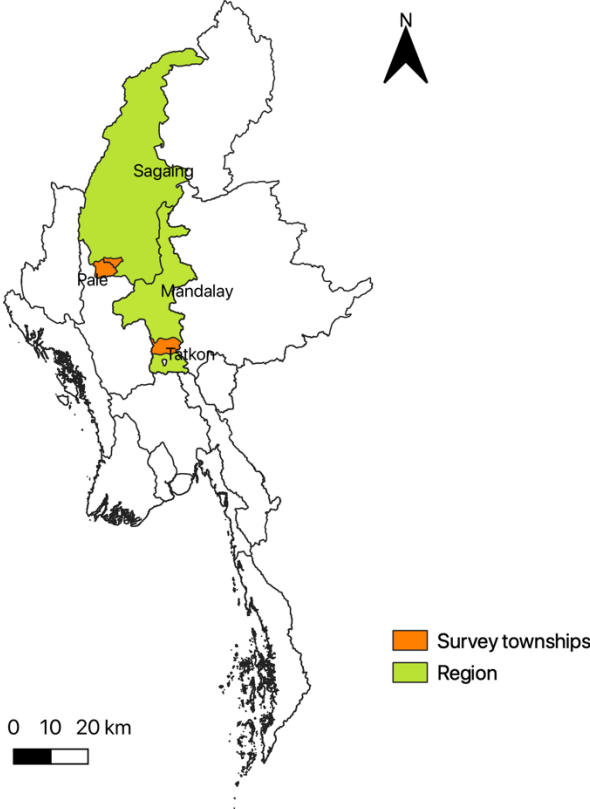 N
Sagaing
Pale
Mandalay
Tatkon
Survey townships
Region
0 10 20 km